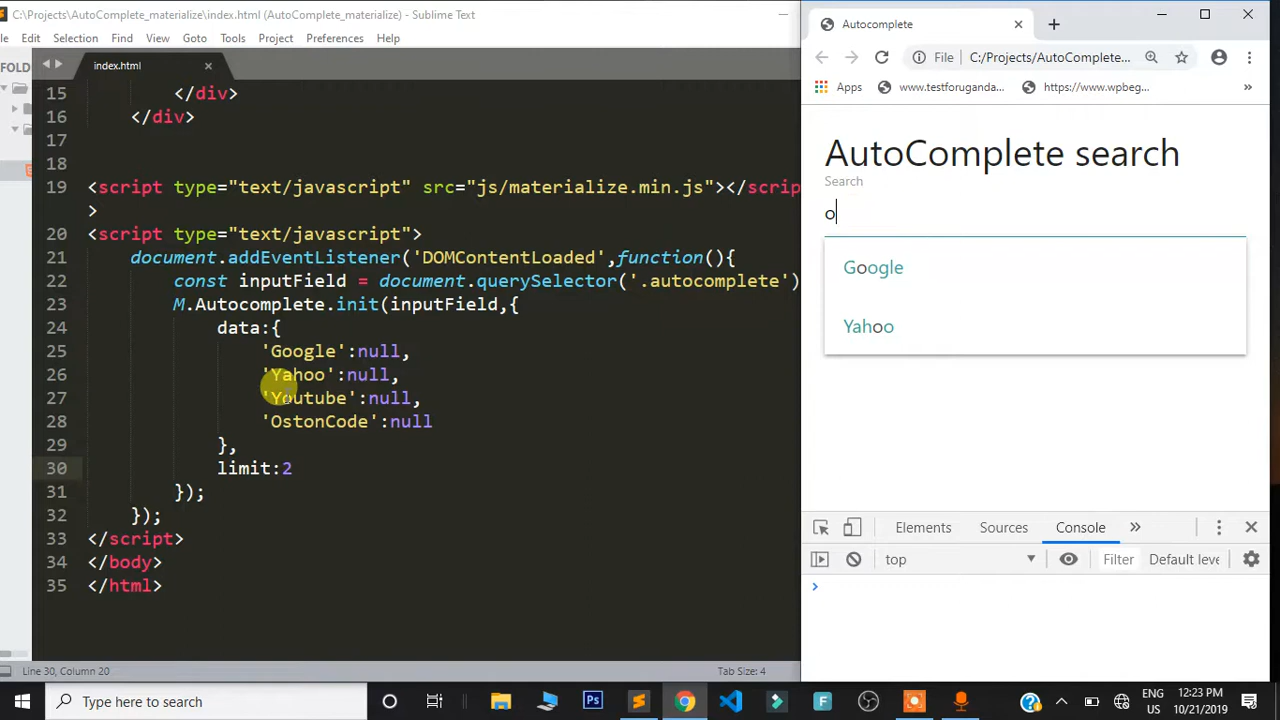 C:\Projects\AutoComplete_materialize\index.html (AutoComplete_materialize) - Sublime Text
Edit Selection Find View Goto Tools Project Preferences Help
FOLD
index.html ×
15 </div>
16 </div>
17
18
19 <script type="text/javascript" src="js/materialize.min.js"></scrip
>
20 <script type="text/javascript">
21 document.addEventListener('DOMContentLoaded',function(){
22 const inputField = document.querySelector('.autocomplete')
23 M.Autocomplete.init(inputField,{
24 data:{
25 'Google':null,
26 'Yahoo':null,
27 'Youtube':null,
28 'OstonCode':null
29 },
30 limit:2
31 });
32 });
33 </script>
34 </body>
35 </html>
Line 30, Column 20
Tab Size: 4
Autocomplete
File C:/Projects/AutoComplete...
Apps www.testforuganda... https://www.wpbeg... »
AutoComplete search
Search
o
Google
Yahoo
Elements Sources Console »
top Filter Default leve
Type here to search
Ps
F
ENG
US
12:23 PM
10/21/2019